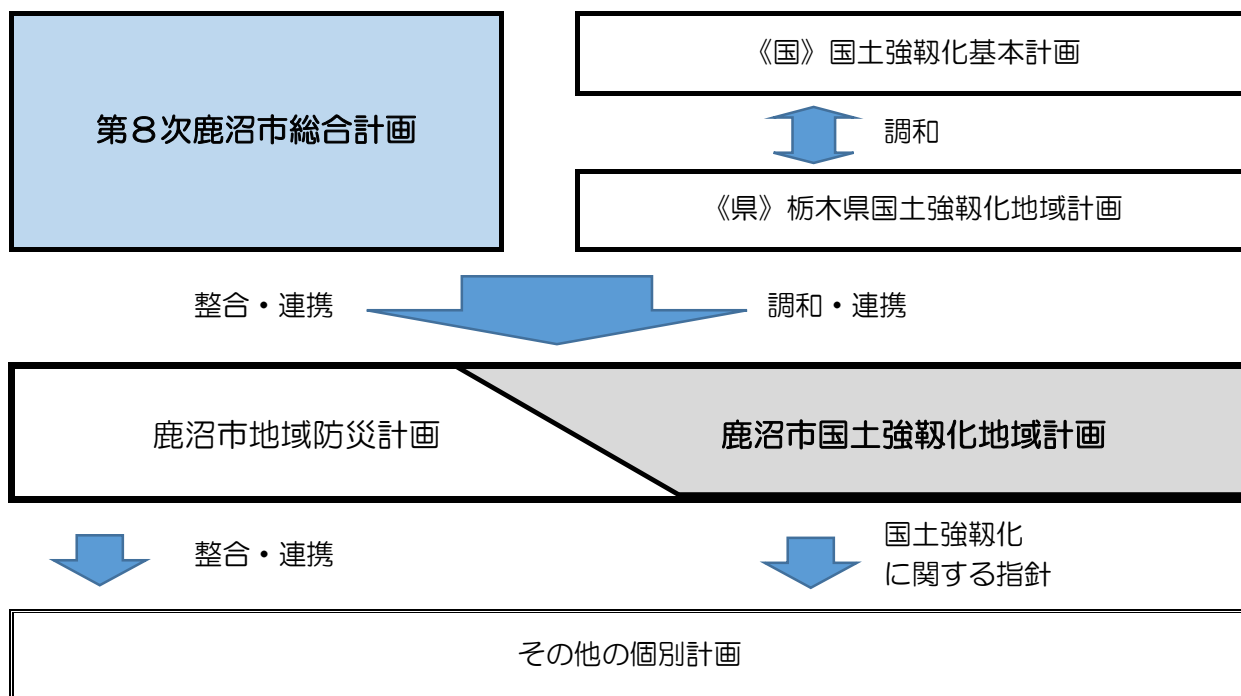 第８次鹿沼市総合計画
《国》国土強靱化基本計画
調和
《県》栃木県国土強靱化地域計画
整合・連携
調和・連携
鹿沼市地域防災計画
鹿沼市国土強靱化地域計画
整合・連携
国土強靱化
に関する指針
その他の個別計画